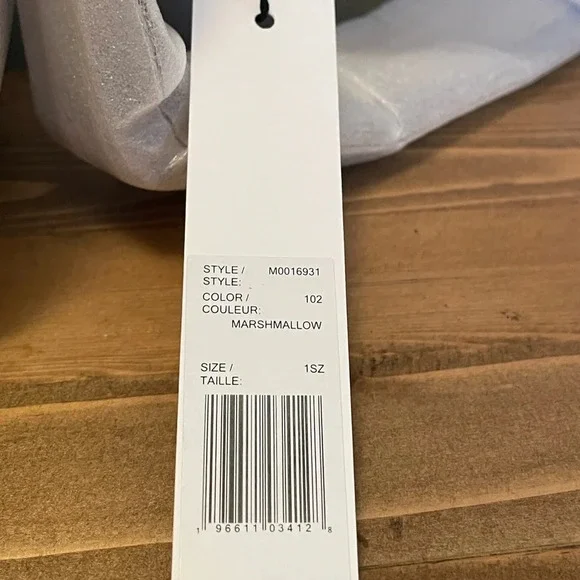 STYLE / M0016931
STYLE:
COLOR / 102
COULEUR:
MARSHMALLOW
SIZE / 1SZ
TAILLE:
1 96611 03412 8